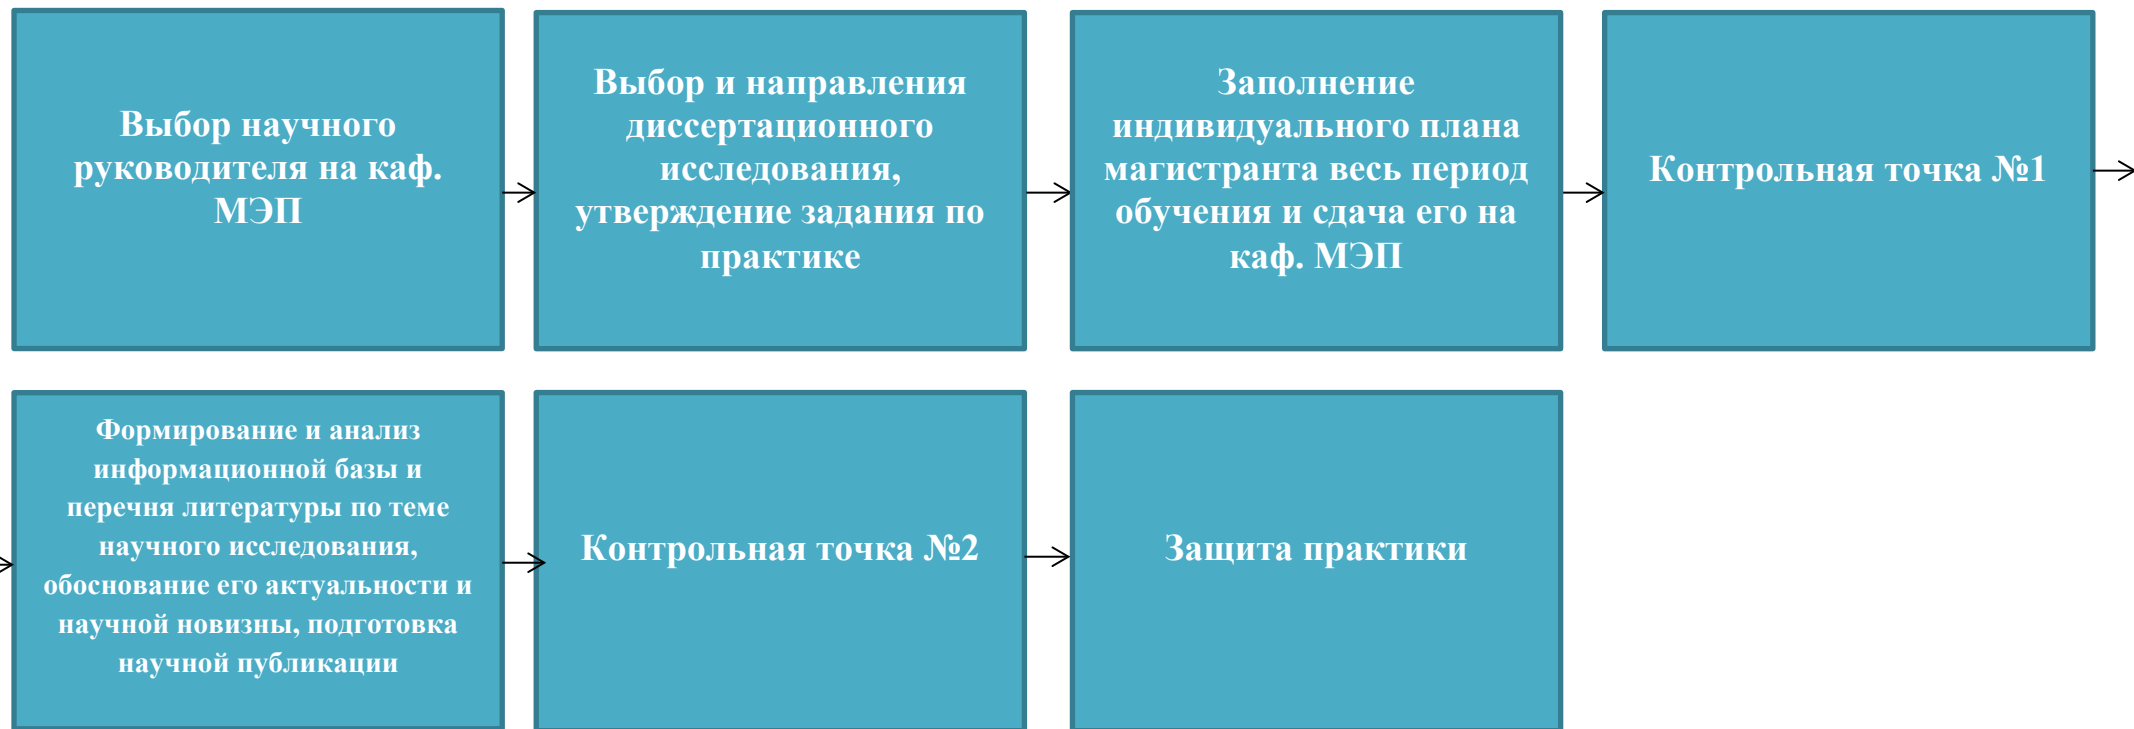 Выбор научного
руководителя на каф.
МЭП
Выбор и направления
диссертационного
исследования,
утверждение задания по
практике
Заполнение
индивидуального плана
магистранта весь период
обучения и сдача его на
каф. МЭП
Контрольная точка №1
Формирование и анализ
информационной базы и
перечня литературы по теме
научного исследования,
обоснование его актуальности и
научной новизны, подготовка
научной публикации
Контрольная точка №2
Защита практики